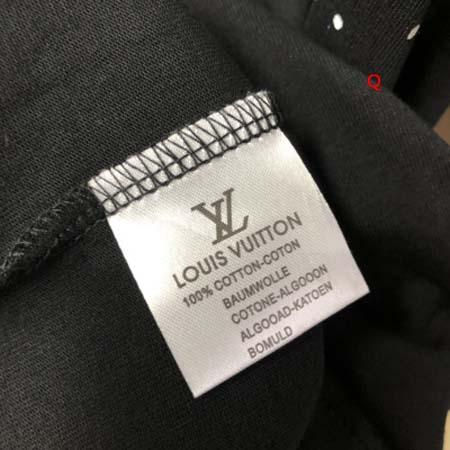 Q
LV
LOUIS VUITTON
100% COTTON-COTON
BAUMWOLLE
COTONE-ALGOOON
ALGOOAD-KATOEN
BOMULD